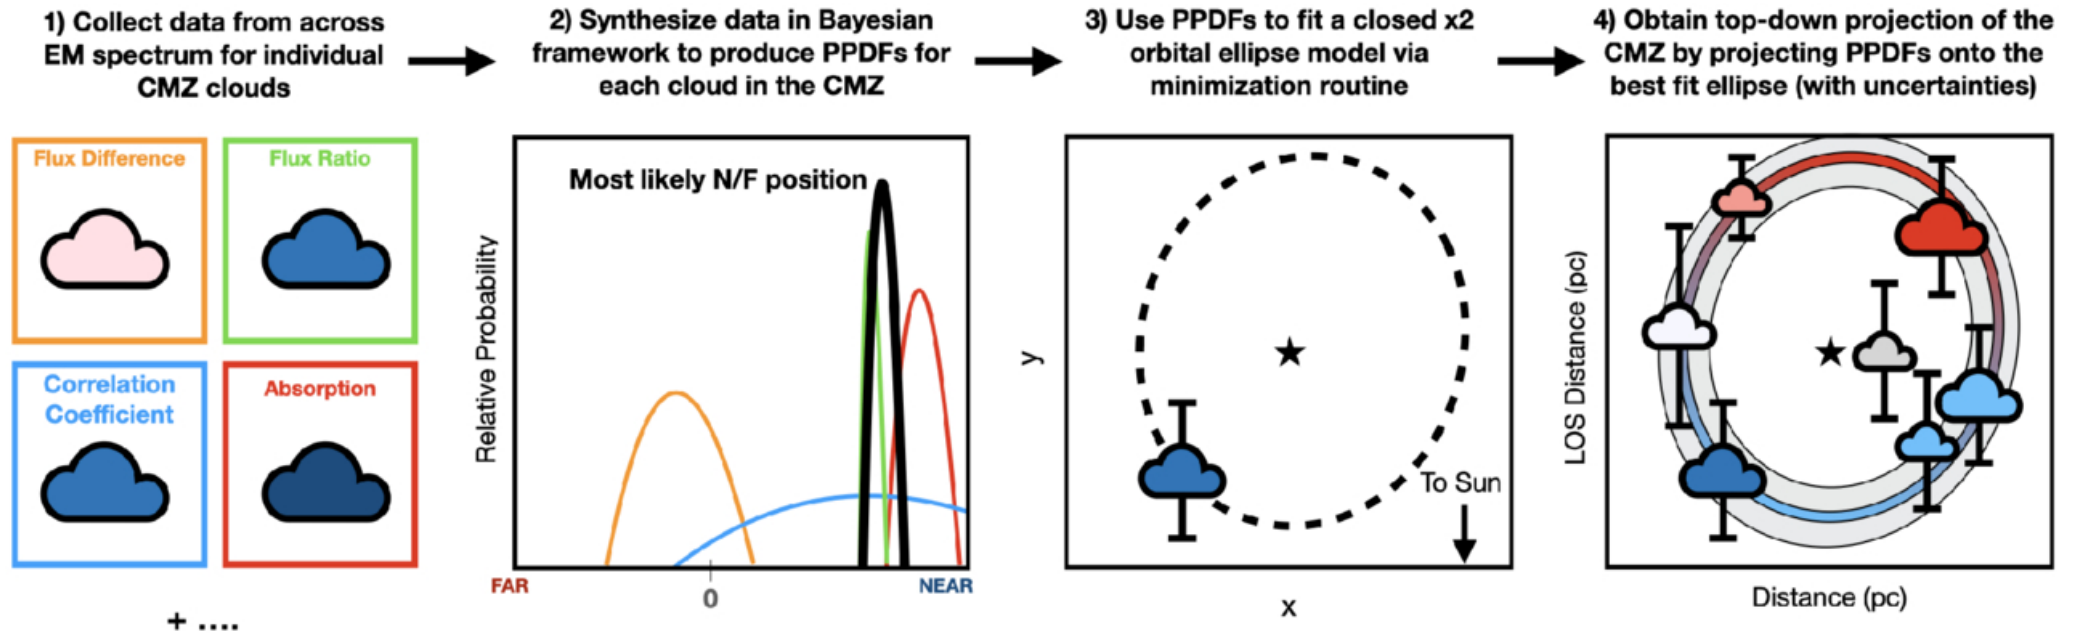 1) Collect data from across
EM spectrum for individual
CMZ clouds
2) Synthesize data in Bayesian
framework to produce PPDFs for
each cloud in the CMZ
3) Use PPDFs to fit a closed x2
orbital ellipse model via
minimization routine
4) Obtain top-down projection of the
CMZ by projecting PPDFs onto the
best fit ellipse (with uncertainties)
Flux Difference
Flux Ratio
Correlation
Coefficient
Absorption
+ ....
Most likely N/F position
Relative Probability
FAR
0
NEAR
y
To Sun
x
LOS Distance (pc)
Distance (pc)